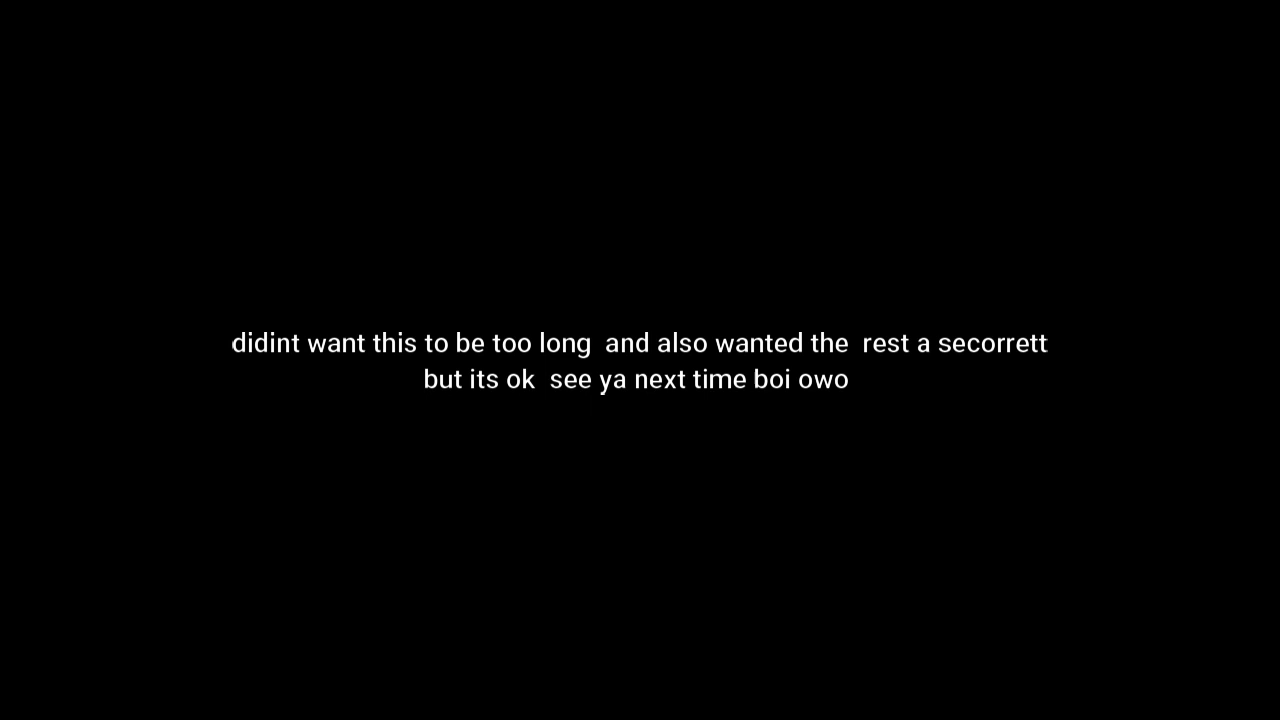 didint want this to be too long  and also wanted the  rest a secorrett
but its ok  see ya next time boi owo